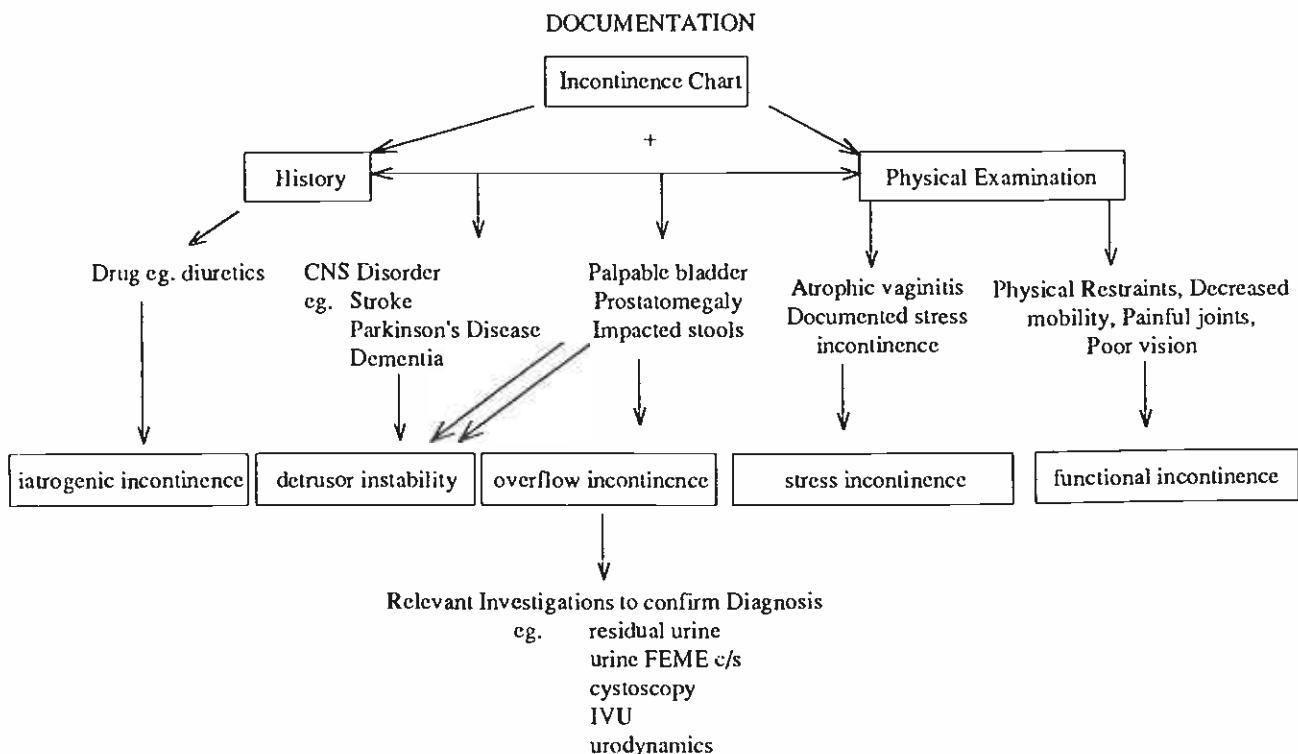 DOCUMENTATION
Incontinence Chart
+
History
Physical Examination
Drug eg. diuretics
CNS Disorder
eg. Stroke
Parkinson's Disease
Dementia
Palpable bladder
Prostatomegaly
Impacted stools
Atrophic vaginitis
Documented stress
incontinence
Physical Restraints, Decreased
mobility, Painful joints,
Poor vision
iatrogenic incontinence
detrusor instability
overflow incontinence
stress incontinence
functional incontinence
Relevant Investigations to confirm Diagnosis
eg. residual urine
urine FEME c/s
cystoscopy
IVU
urodynamics